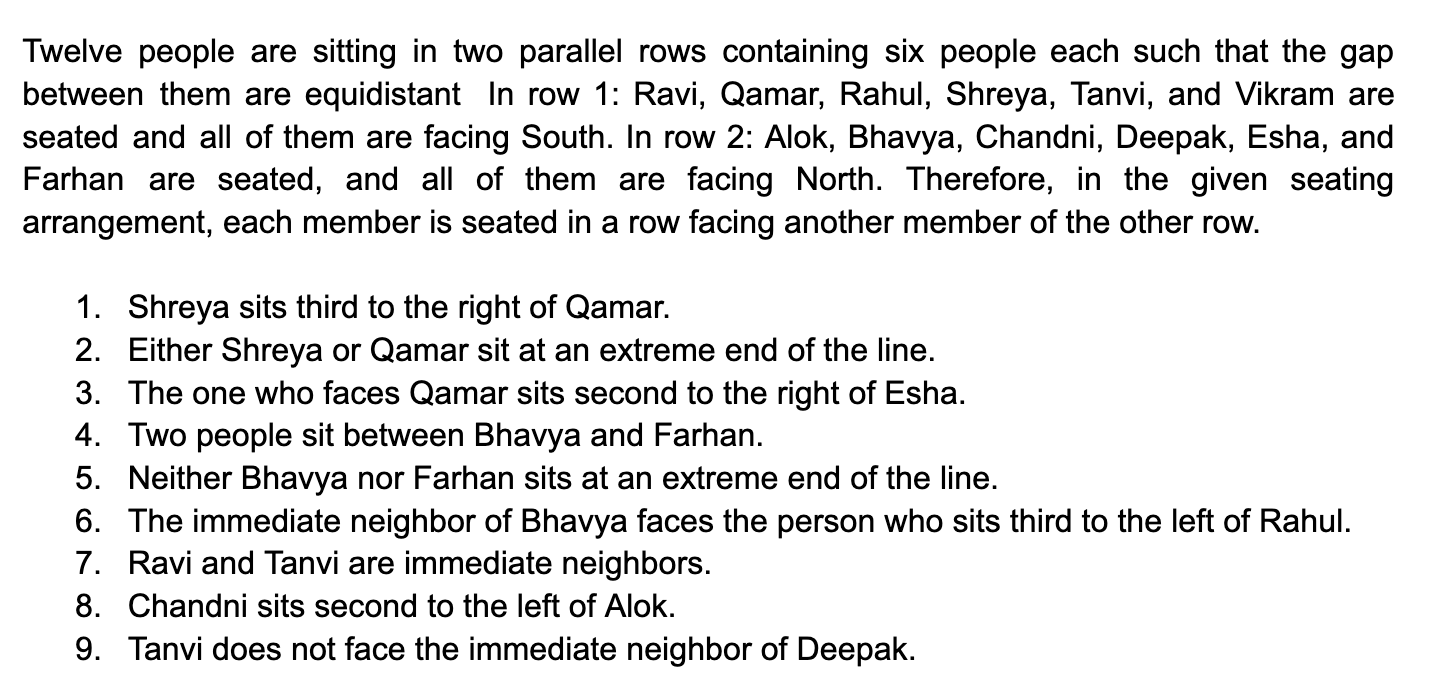 Twelve people are sitting in two parallel rows containing six people each such that the gap
between them are equidistant  In row 1: Ravi, Qamar, Rahul, Shreya, Tanvi, and Vikram are
seated and all of them are facing South. In row 2: Alok, Bhavya, Chandni, Deepak, Esha, and
Farhan are seated, and all of them are facing North. Therefore, in the given seating
arrangement, each member is seated in a row facing another member of the other row.
1. Shreya sits third to the right of Qamar.
2. Either Shreya or Qamar sit at an extreme end of the line.
3. The one who faces Qamar sits second to the right of Esha.
4. Two people sit between Bhavya and Farhan.
5. Neither Bhavya nor Farhan sits at an extreme end of the line.
6. The immediate neighbor of Bhavya faces the person who sits third to the left of Rahul.
7. Ravi and Tanvi are immediate neighbors.
8. Chandni sits second to the left of Alok.
9. Tanvi does not face the immediate neighbor of Deepak.